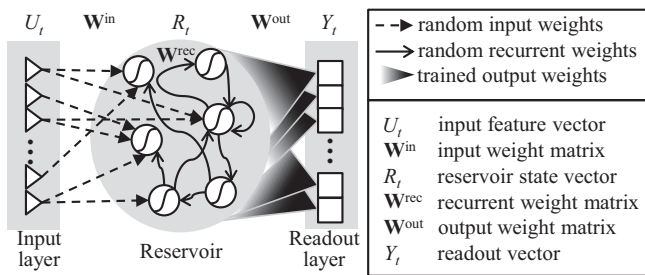 U_t W^in R_t W^out Y_t
W^rec
Input layer
Reservoir
Readout layer
random input weights
random recurrent weights
trained output weights
U_t input feature vector
W^in input weight matrix
R_t reservoir state vector
W^rec recurrent weight matrix
W^out output weight matrix
Y_t readout vector